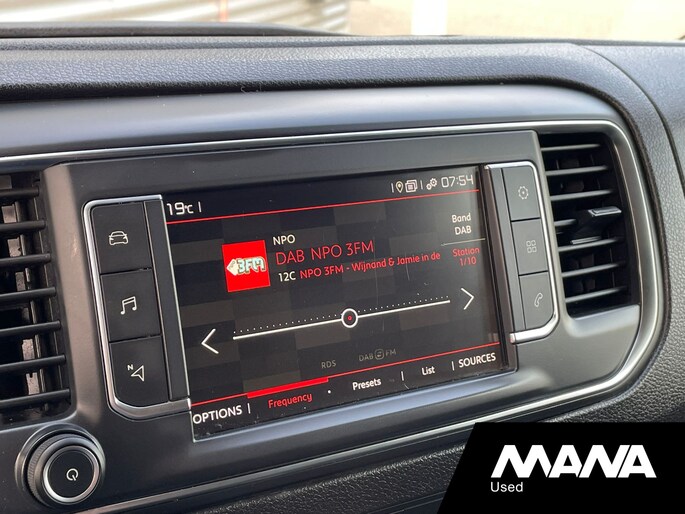 19°C
07:54
NPO
DAB NPO 3FM
12C NPO 3FM - Wijnand & Jamie in de
3FM
Band
DAB
Station
1/10
RDS DAB FM
OPTIONS Frequency Presets List SOURCES
N
MANA
Used